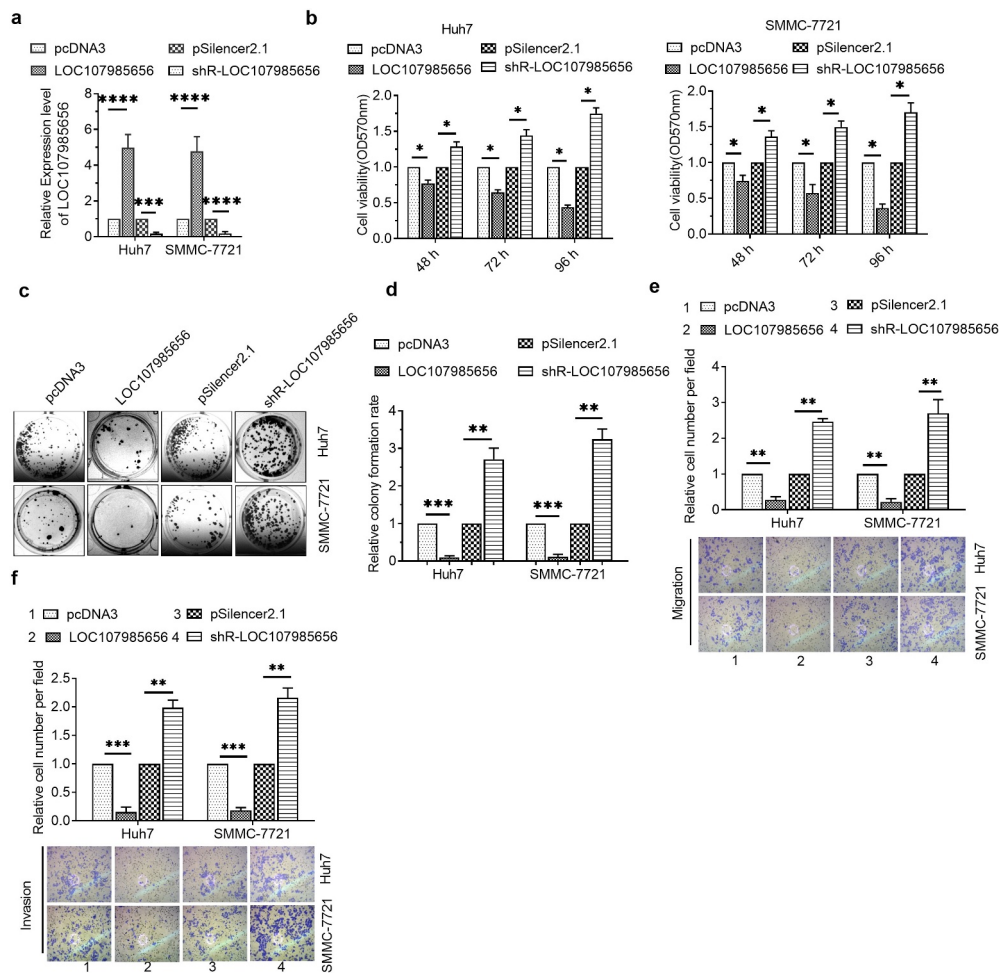 a
pcDNA3
pSilencer2.1
LOC107985656
shR-LOC107985656
Relative Expression level
of LOC107985656
8
6
4
2
1
0
****
****
***
****
Huh7
SMMC-7721
b
Huh7
pcDNA3
pSilencer2.1
LOC107985656
shR-LOC107985656
Cell viability(OD570nm)
2.0
1.5
1.0
0.5
0.0
*
*
*
*
*
*
48 h
72 h
96 h
SMMC-7721
pcDNA3
pSilencer2.1
LOC107985656
shR-LOC107985656
Cell viability(OD570nm)
2.0
1.5
1.0
0.5
0.0
*
*
*
*
*
*
48 h
72 h
96 h
c
pcDNA3
LOC107985656
pSilencer2.1
shR-LOC107985656
Huh7
SMMC-7721
d
pcDNA3
pSilencer2.1
LOC107985656
shR-LOC107985656
Relative colony formation rate
4
3
2
1
0
***
**
***
**
Huh7
SMMC-7721
e
1 pcDNA3
3 pSilencer2.1
2 LOC107985656
4 shR-LOC107985656
Relative cell number per field
4
3
2
1
0
**
**
**
**
Huh7
SMMC-7721
Migration
Huh7
SMMC-7721
1
2
3
4
f
1 pcDNA3
3 pSilencer2.1
2 LOC107985656
4 shR-LOC107985656
Relative cell number per field
2.5
2.0
1.5
1.0
0.5
0.0
***
**
***
**
Huh7
SMMC-7721
Invasion
Huh7
SMMC-7721
1
2
3
4